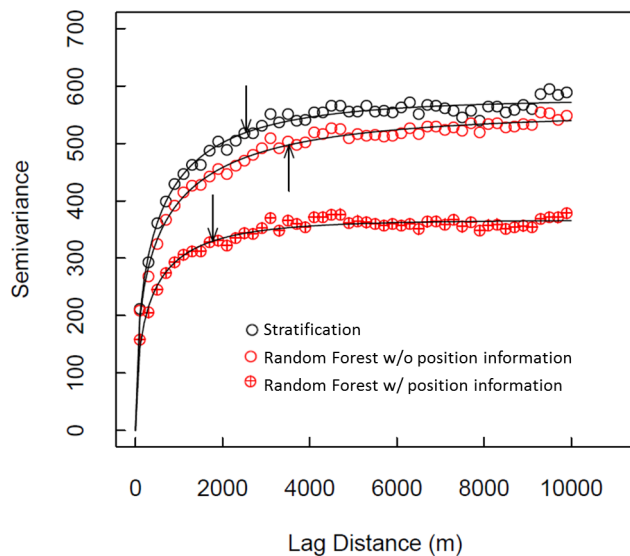 700
600
500
400
300
200
100
0
Semivariance
Stratification
Random Forest w/o position information
Random Forest w/ position information
0 2000 4000 6000 8000 10000
Lag Distance (m)